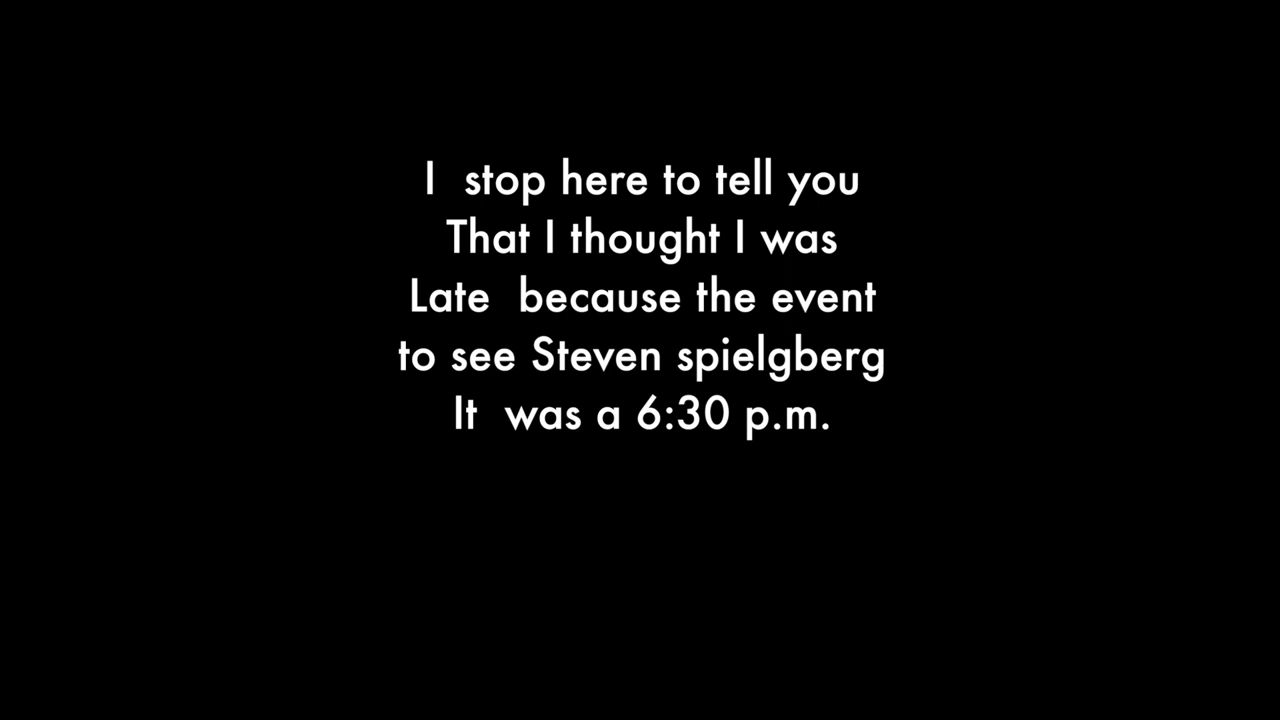 I  stop here to tell you
That I thought I was
Late  because the event
to see Steven spielgberg
It  was a 6:30 p.m.